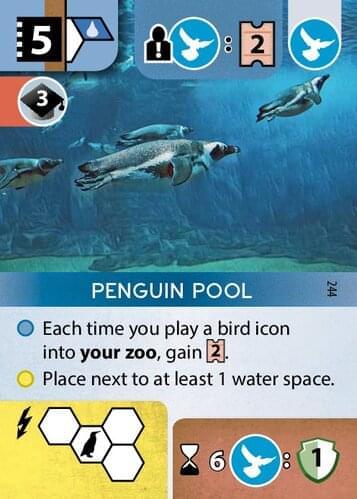 5
: 2
3
PENGUIN POOL
244
Each time you play a bird icon
into your zoo, gain 2.
Place next to at least 1 water space.
6 : 1